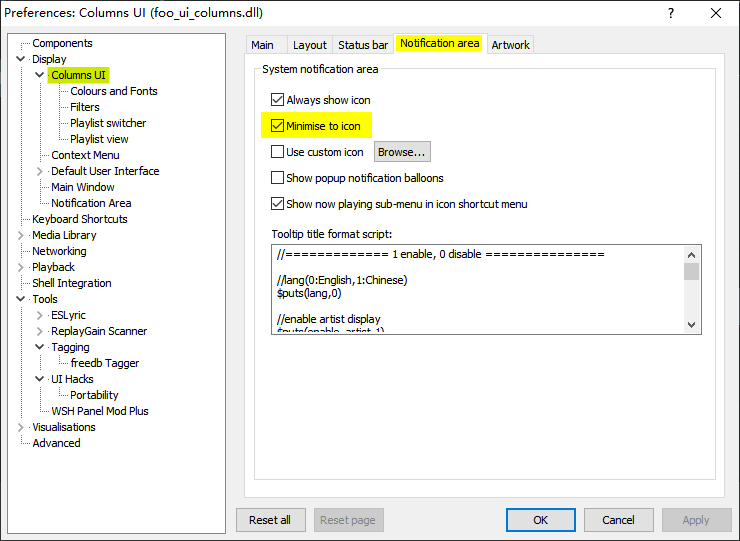 Preferences: Columns UI (foo_ui_columns.dll)
Components
Display
Columns UI
Colours and Fonts
Filters
Playlist switcher
Playlist view
Context Menu
Default User Interface
Main Window
Notification Area
Keyboard Shortcuts
Media Library
Networking
Playback
Shell Integration
Tools
ESLyric
ReplayGain Scanner
Tagging
freedb Tagger
UI Hacks
Portability
WSH Panel Mod Plus
Visualisations
Advanced
Main Layout Status bar Notification area Artwork
System notification area
Always show icon
Minimise to icon
Use custom icon Browse...
Show popup notification balloons
Show now playing sub-menu in icon shortcut menu
Tooltip title format script:
//============= 1 enable, 0 disable ===============
//lang(0:English,1:Chinese)
$puts(lang,0)
//enable artist display
$puts(enable_artist,1)
Reset all Reset page OK Cancel Apply